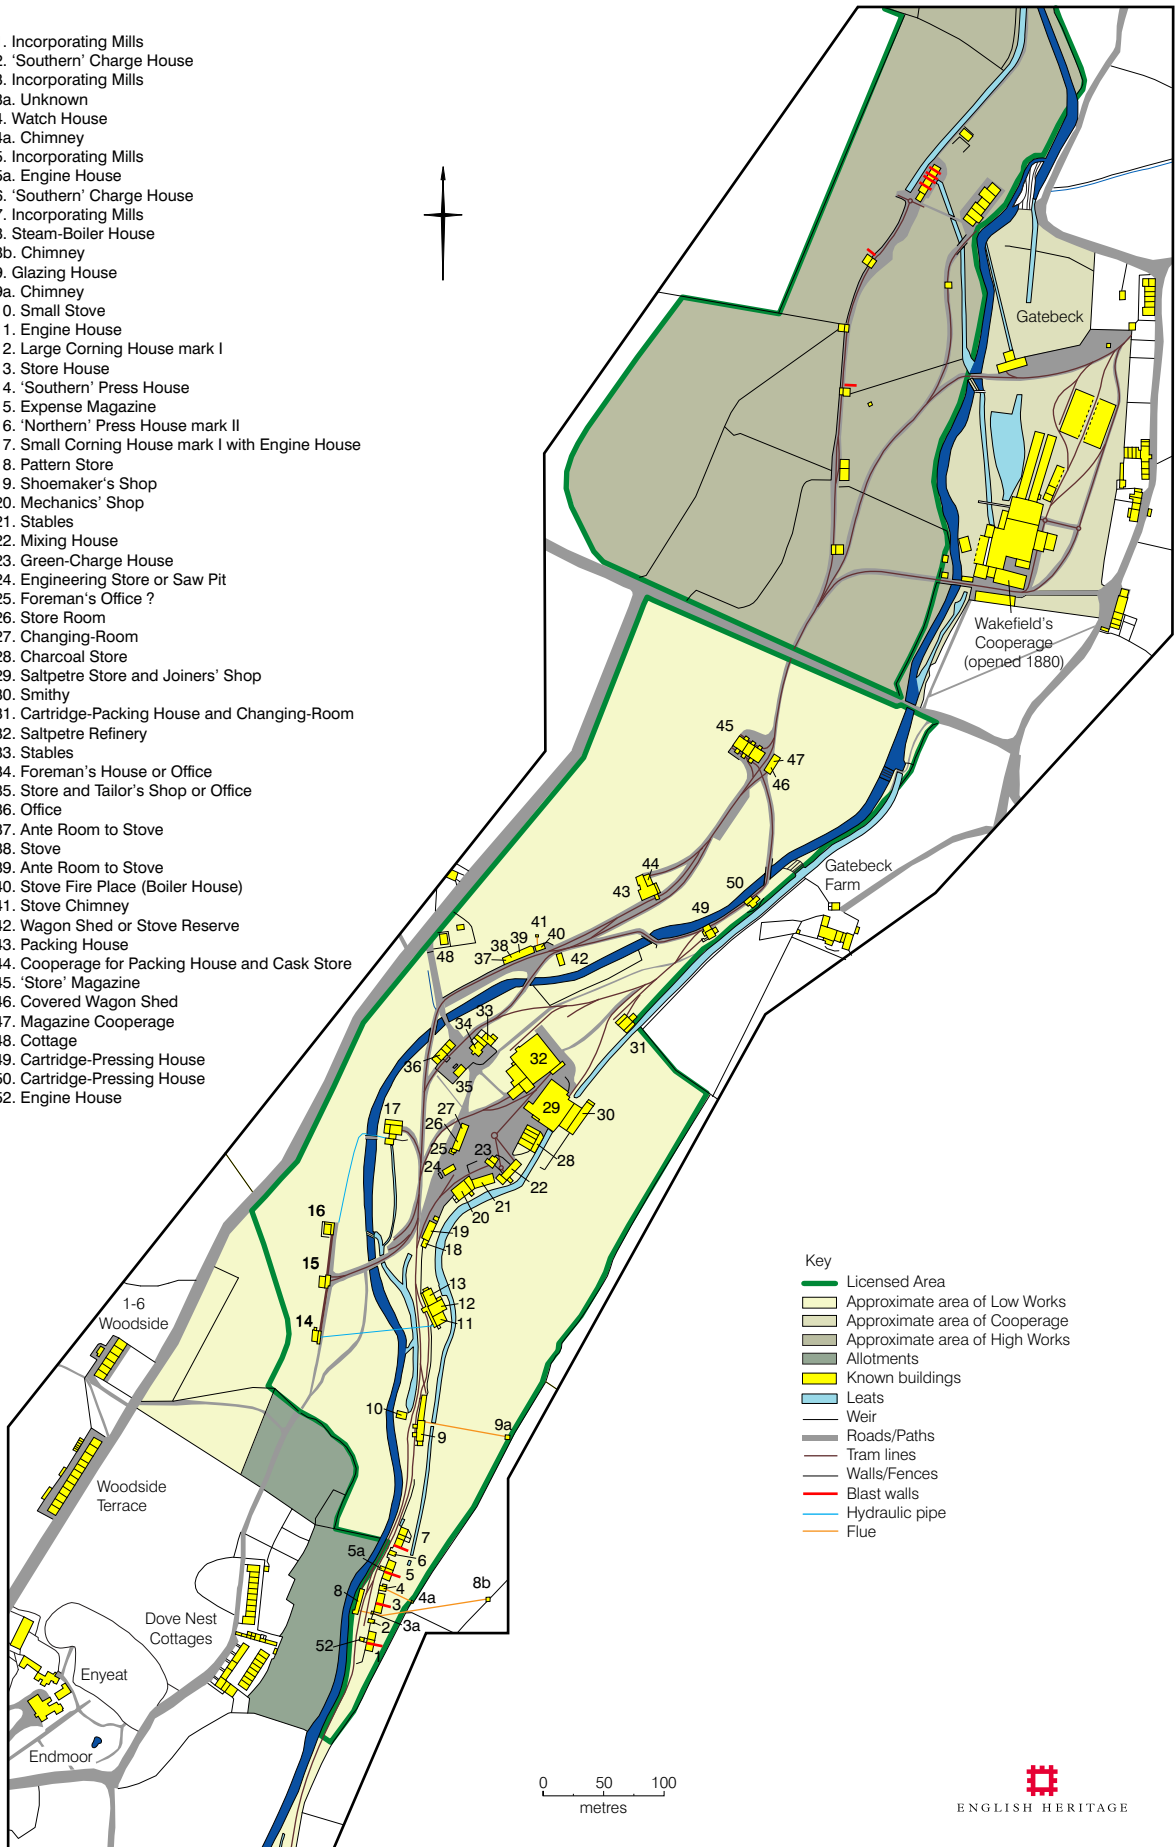 . Incorporating Mills
2. ‘Southern’ Charge House
3. Incorporating Mills
3a. Unknown
4. Watch House
4a. Chimney
5. Incorporating Mills
5a. Engine House
6. ‘Southern’ Charge House
7. Incorporating Mills
8. Steam-Boiler House
8b. Chimney
9. Glazing House
9a. Chimney
0. Small Stove
1. Engine House
2. Large Corning House mark I
3. Store House
4. ‘Southern’ Press House
5. Expense Magazine
6. ‘Northern’ Press House mark II
7. Small Corning House mark I with Engine House
8. Pattern Store
9. Shoemaker‘s Shop
20. Mechanics’ Shop
21. Stables
22. Mixing House
23. Green-Charge House
24. Engineering Store or Saw Pit
25. Foreman‘s Office ?
26. Store Room
27. Changing-Room
28. Charcoal Store
29. Saltpetre Store and Joiners’ Shop
30. Smithy
31. Cartridge-Packing House and Changing-Room
32. Saltpetre Refinery
33. Stables
34. Foreman’s House or Office
35. Store and Tailor’s Shop or Office
36. Office
37. Ante Room to Stove
38. Stove
39. Ante Room to Stove
40. Stove Fire Place (Boiler House)
41. Stove Chimney
42. Wagon Shed or Stove Reserve
43. Packing House
44. Cooperage for Packing House and Cask Store
45. ‘Store’ Magazine
46. Covered Wagon Shed
47. Magazine Cooperage
48. Cottage
49. Cartridge-Pressing House
50. Cartridge-Pressing House
52. Engine House
Gatebeck
Wakefield’s
Cooperage
(opened 1880)
45
47
46
Gatebeck
Farm
44
43
50
49
41
39
40
38
37
42
48
33
34
31
32
36
35
17
27
29
30
26
25
23
28
24
22
21
20
16
19
18
15
13
12
11
14
1-6
Woodside
10
9
9a
Woodside
Terrace
7
5a
6
5
8
4
4a
8b
3
2
3a
52
1
Dove Nest
Cottages
Enyeat
Endmoor
Key
Licensed Area
Approximate area of Low Works
Approximate area of Cooperage
Approximate area of High Works
Allotments
Known buildings
Leats
Weir
Roads/Paths
Tram lines
Walls/Fences
Blast walls
Hydraulic pipe
Flue
0 50 100
metres
ENGLISH HERITAGE